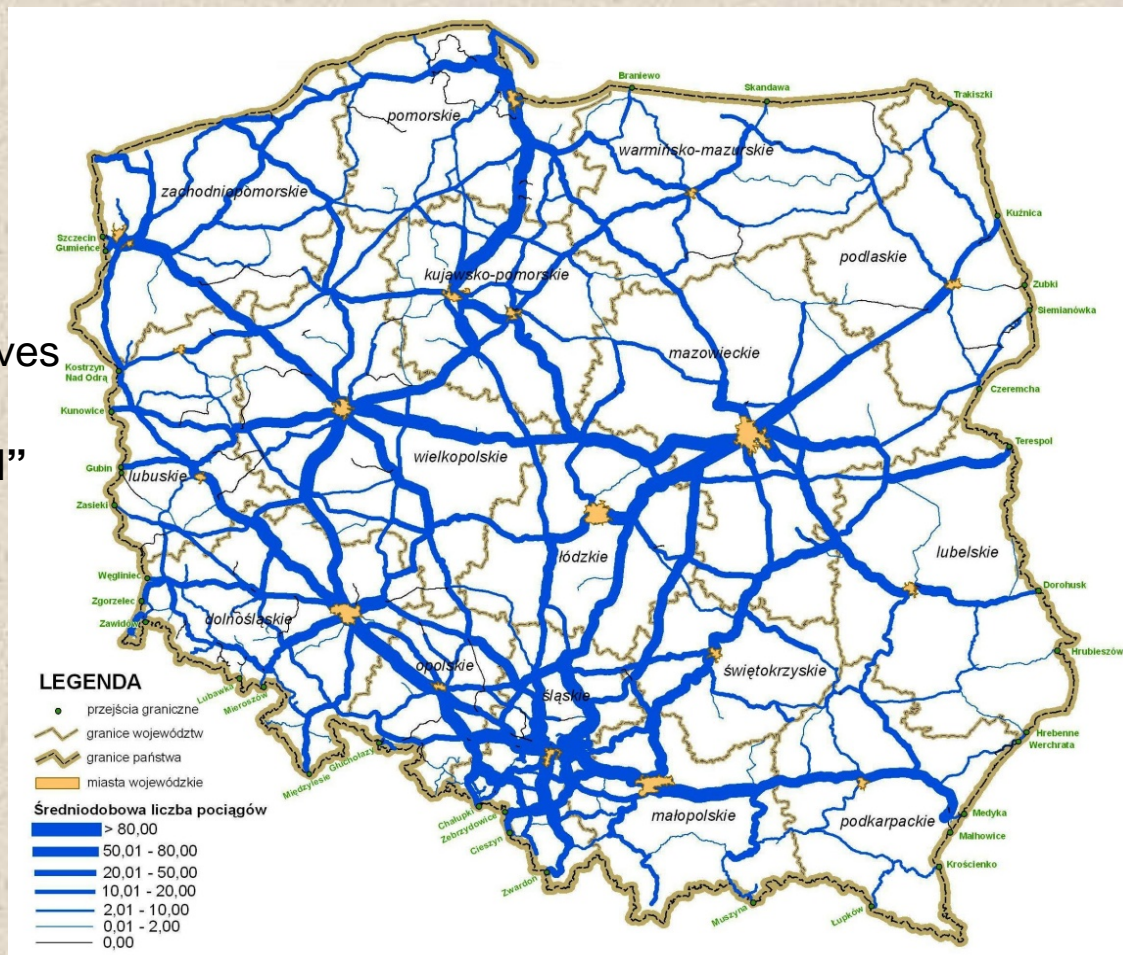 ves
l”
Braniewo
Skandawa
Trakiszki
pomorskie
warmińsko-mazurskie
zachodniopomorskie
Kuźnica
Szczecin
Gumieńce
podlaskie
kujawsko-pomorskie
Zubki
Siemianówka
mazowieckie
Kostrzyn
Nad Odrą
Czeremcha
Kunowice
Terespol
wielkopolskie
Gubin
lubuskie
Zasieki
łódzkie
lubelskie
Węgliniec
Dorohusk
Zgorzelec
dolnośląskie
Zawidów
Hrubieszów
opolskie
świętokrzyskie
śląskie
Lubawka
Mieroszów
Hrebenne
Werchrata
Międzylesie
Głuchołazy
Chałupki
Zebrzydowice
Cieszyn
małopolskie
podkarpackie
Medyka
Malhowice
Krościenko
Zwardoń
Muszyna
Łupków
LEGENDA
przejścia graniczne
granice województw
granice państwa
miasta wojewódzkie
Średniodobowa liczba pociągów
> 80,00
50,01 - 80,00
20,01 - 50,00
10,01 - 20,00
2,01 - 10,00
0,01 - 2,00
0,00